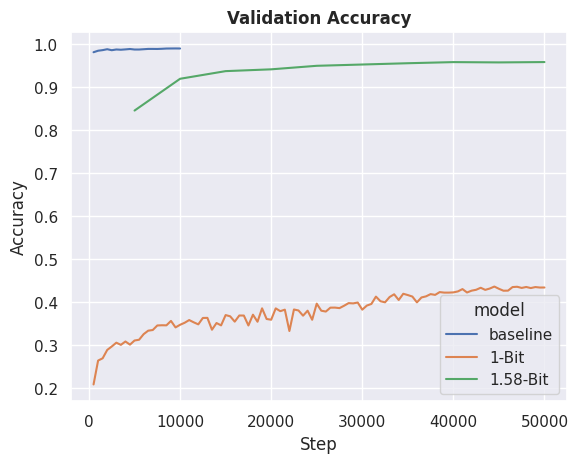 Validation Accuracy
Accuracy
1.0
0.9
0.8
0.7
0.6
0.5
0.4
0.3
0.2
0 10000 20000 30000 40000 50000
Step
model
baseline
1-Bit
1.58-Bit